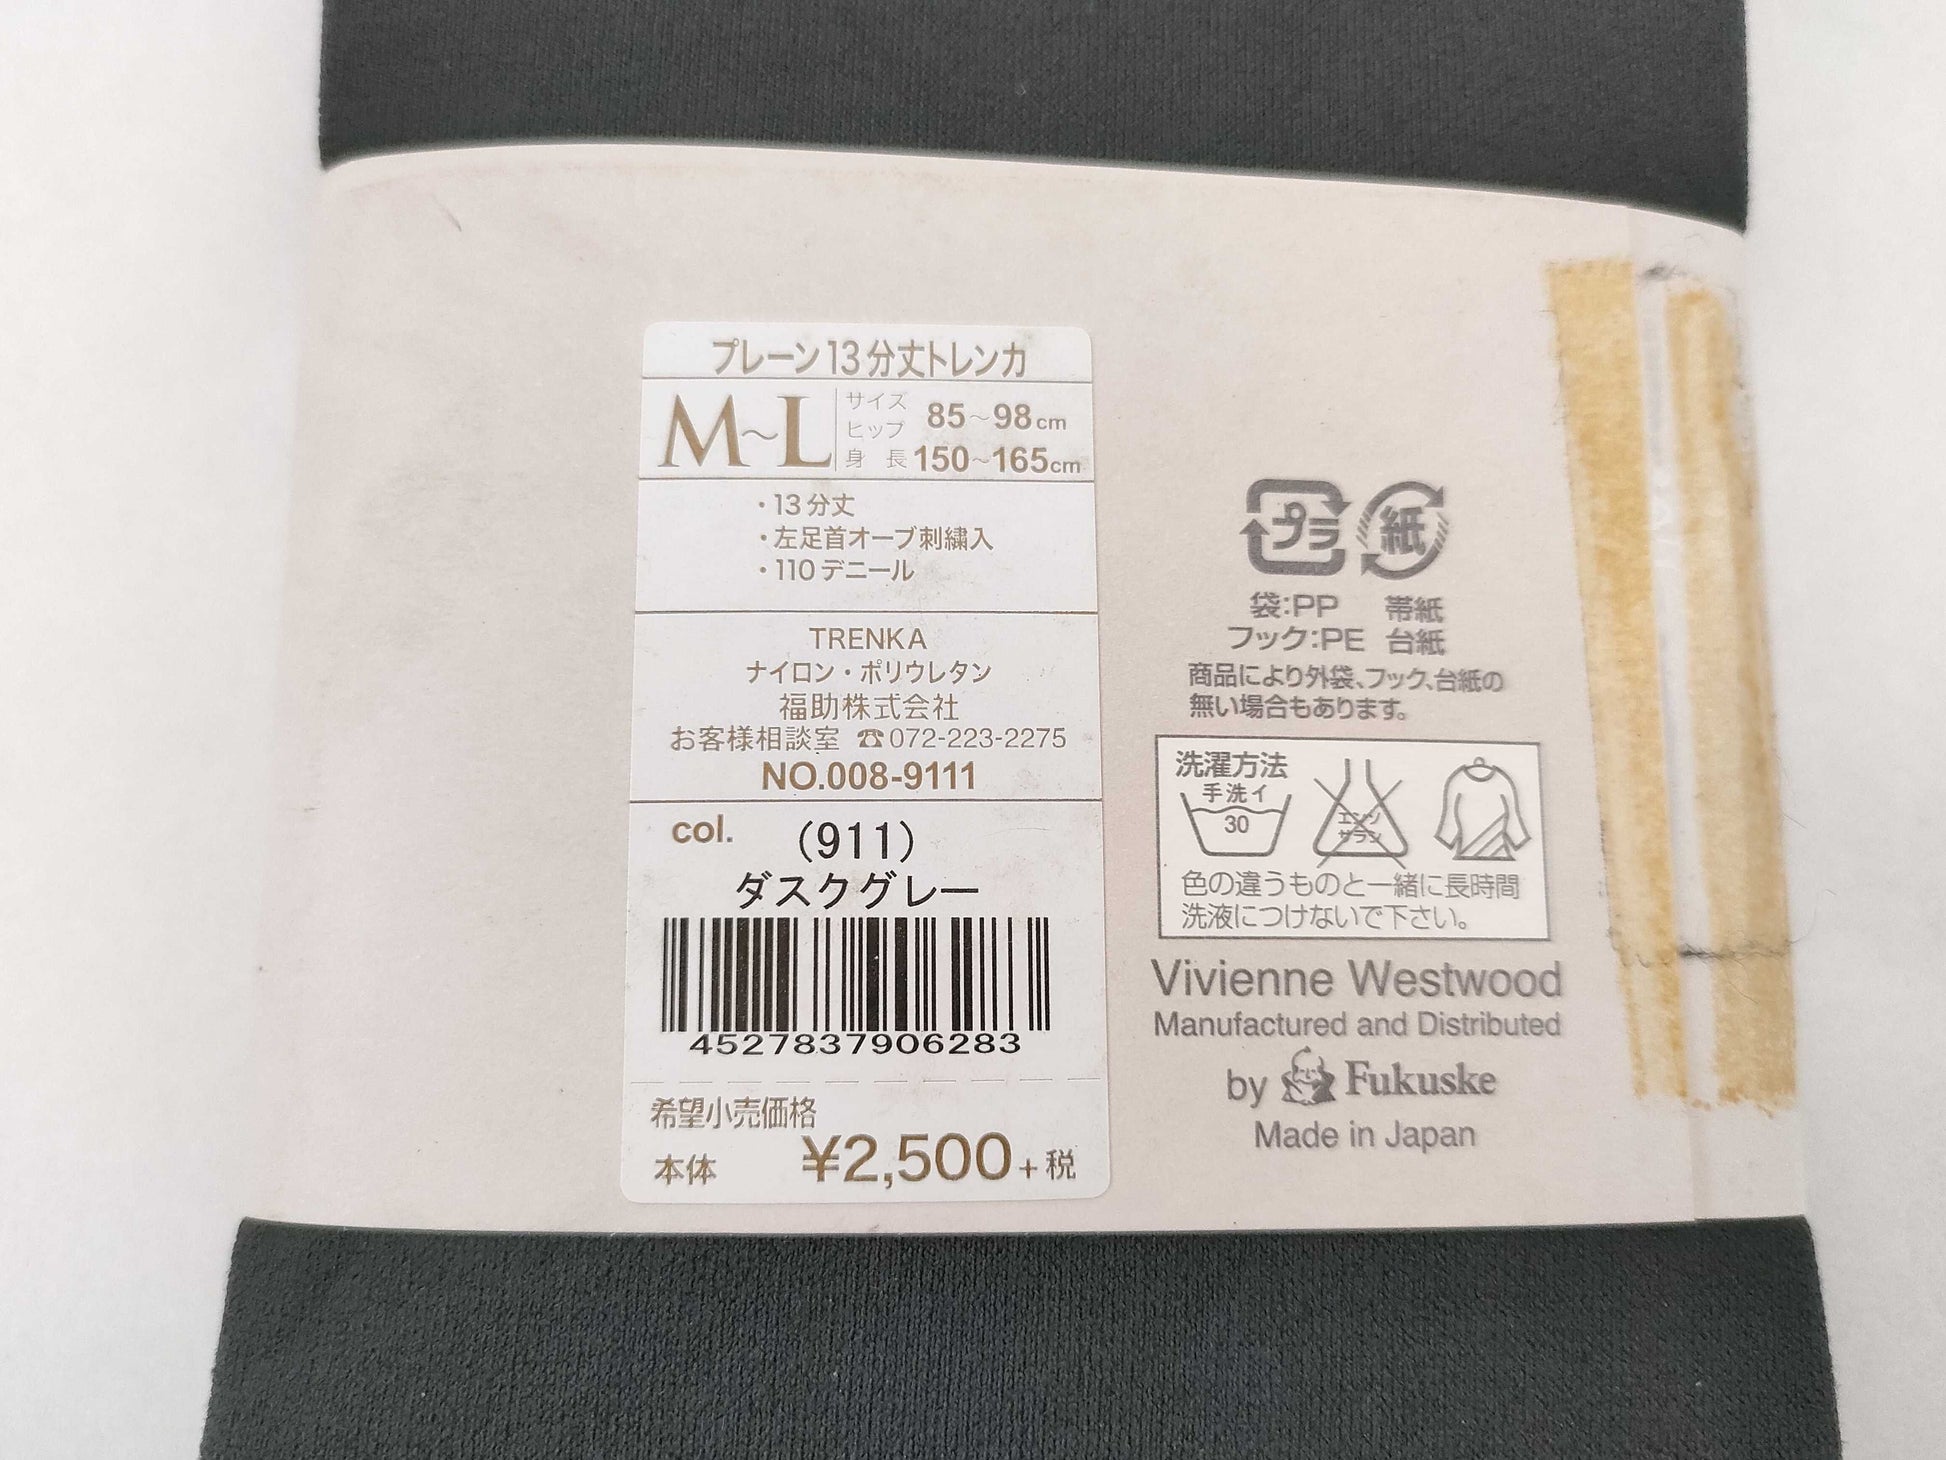 プレーン13分丈トレンカ
M~L
サイズ
ヒップ 85~98cm
身長 150~165cm
・13分丈
・左足首オーブ刺繍入
・110デニール
TRENKA
ナイロン・ポリウレタン
福助株式会社
お客様相談室 ☎072-223-2275
NO.008-9111
col. (911)
ダスクグレー
4527837906283
希望小売価格
本体 ¥2,500+税
プラ 紙
袋:PP 帯紙
フック:PE 台紙
商品により外袋、フック、台紙の
無い場合もあります。
洗濯方法
手洗イ
30
エンソ
サラシ
色の違うものと一緒に長時間
洗液につけないで下さい。
Vivienne Westwood
Manufactured and Distributed
by Fukuske
Made in Japan